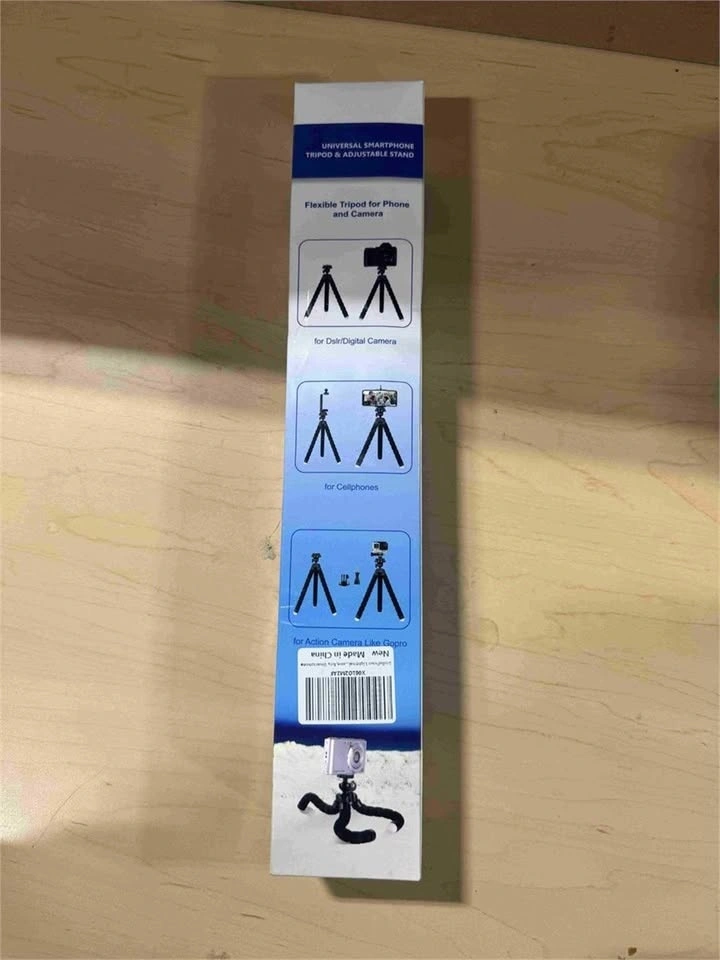 UNIVERSAL SMARTPHONE
TRIPOD & ADJUSTABLE STAND
Flexible Tripod for Phone
and Camera
for Dslr/Digital Camera
for Cellphones
for Action Camera Like Gopro
New Made in China